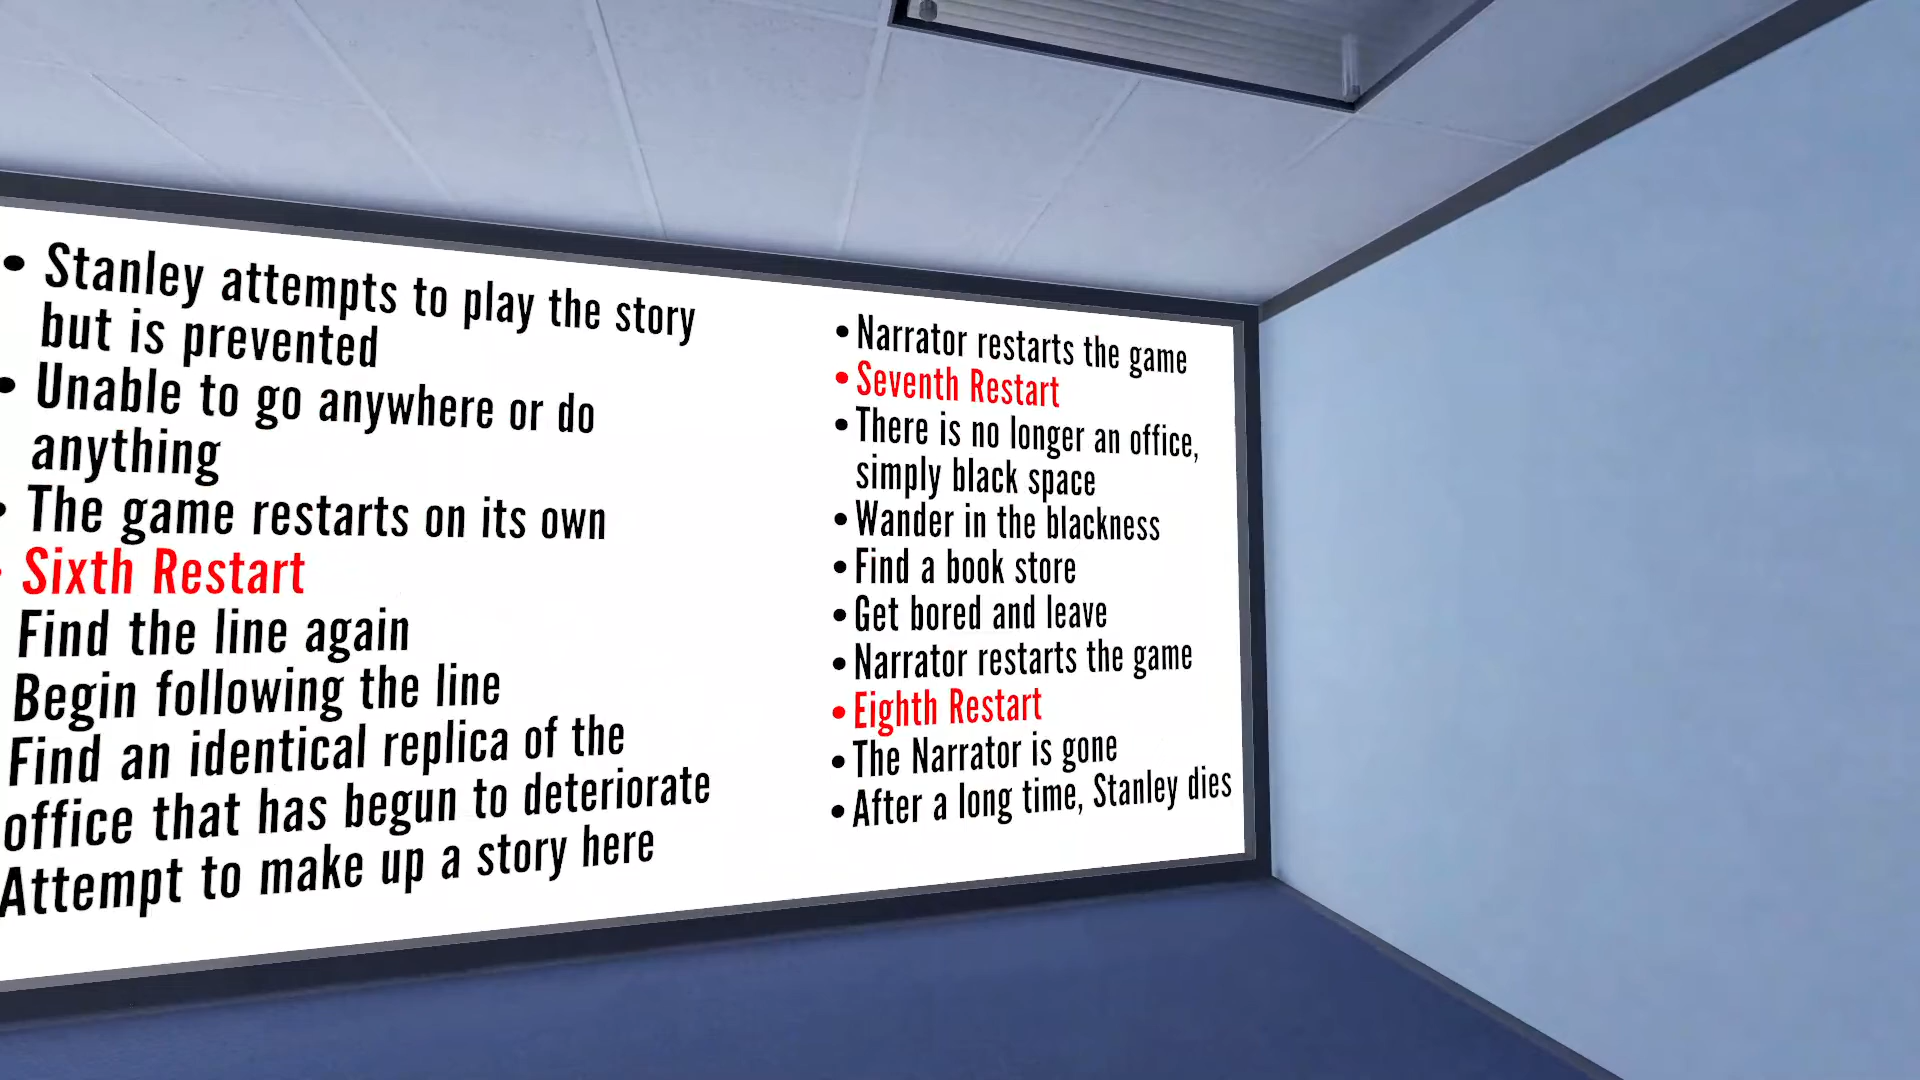 • Stanley attempts to play the story
but is prevented
• Unable to go anywhere or do
anything
• The game restarts on its own
• Sixth Restart
Find the line again
Begin following the line
Find an identical replica of the
office that has begun to deteriorate
Attempt to make up a story here
• Narrator restarts the game
• Seventh Restart
• There is no longer an office,
simply black space
• Wander in the blackness
• Find a book store
• Get bored and leave
• Narrator restarts the game
• Eighth Restart
• The Narrator is gone
• After a long time, Stanley dies